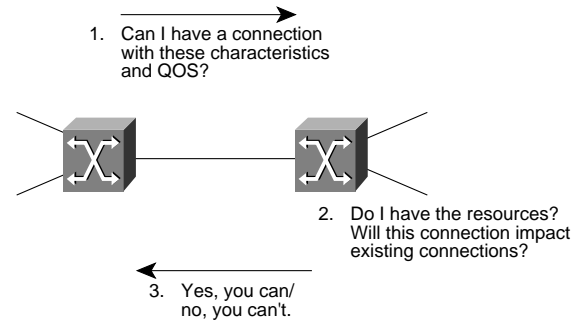 1. Can I have a connection
with these characteristics
and QOS?
2. Do I have the resources?
Will this connection impact
existing connections?
3. Yes, you can/
no, you can't.